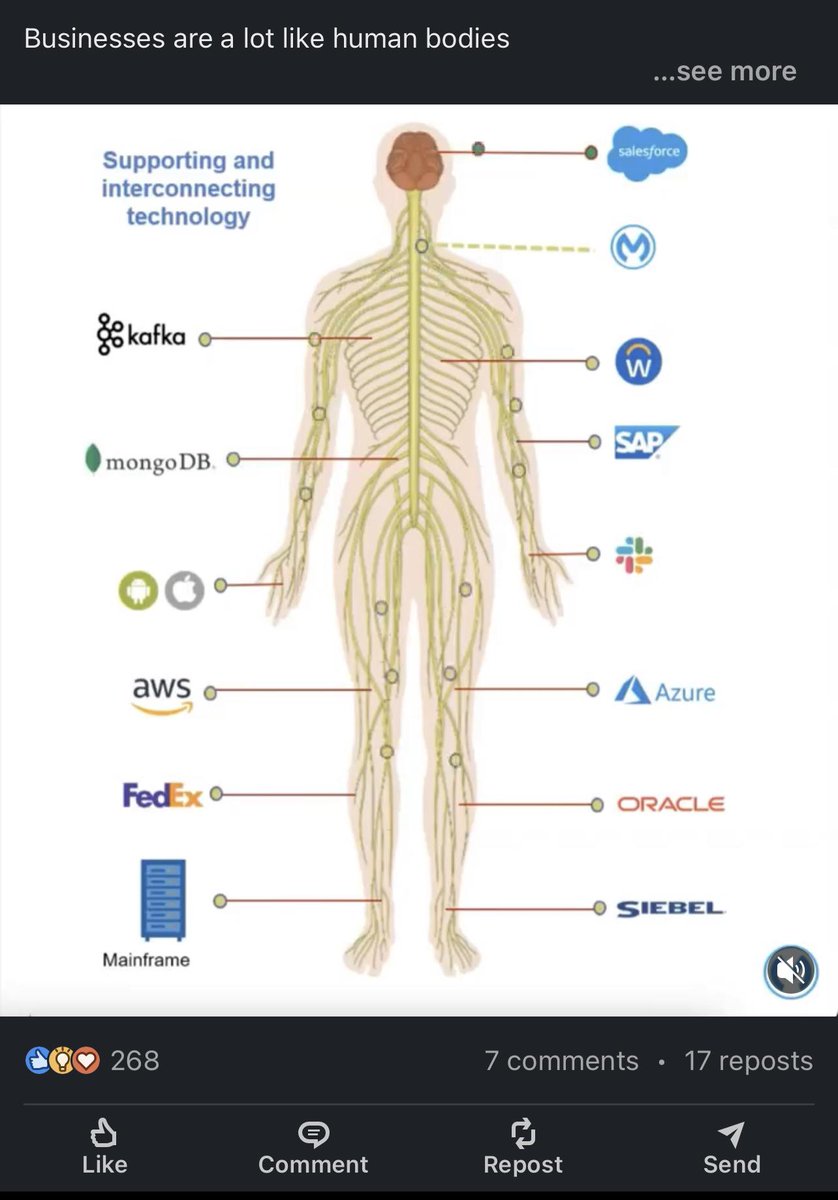 Businesses are a lot like human bodies
...see more
Supporting and
interconnecting
technology
salesforce
kafka
W
mongoDB.
SAP
aws
Azure
FedEx
ORACLE
SIEBEL
Mainframe
268
7 comments • 17 reposts
Like
Comment
Repost
Send